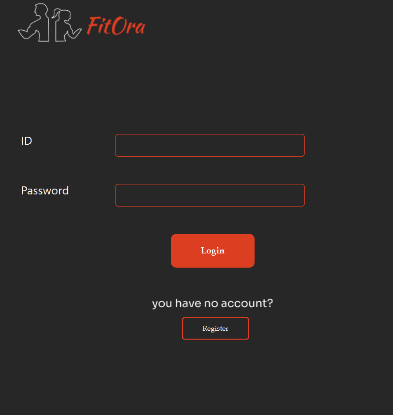 FitOra
ID
Password
Login
you have no account?
Register